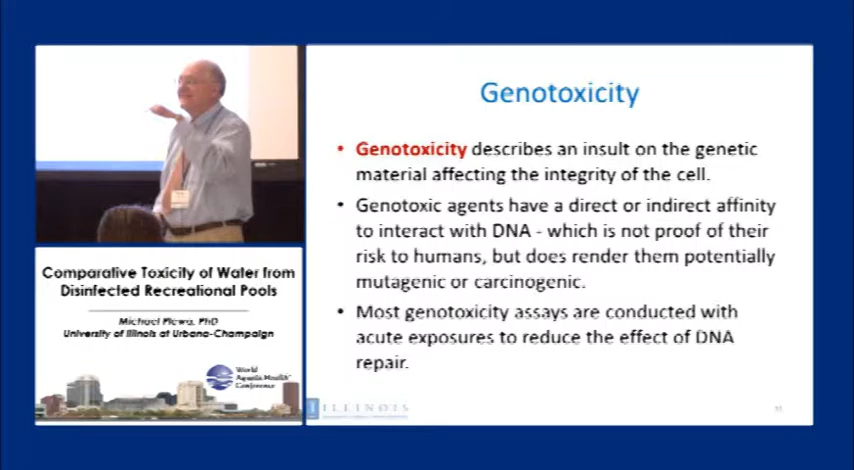 Genotoxicity
• Genotoxicity describes an insult on the genetic
material affecting the integrity of the cell.
• Genotoxic agents have a direct or indirect affinity
to interact with DNA - which is not proof of their
risk to humans, but does render them potentially
mutagenic or carcinogenic.
• Most genotoxicity assays are conducted with
acute exposures to reduce the effect of DNA
repair.
Comparative Toxicity of Water from
Disinfected Recreational Pools
Michael Plewa, PhD
University of Illinois at Urbana-Champaign
World
Aquatic Health™
Conference
ILLINOIS